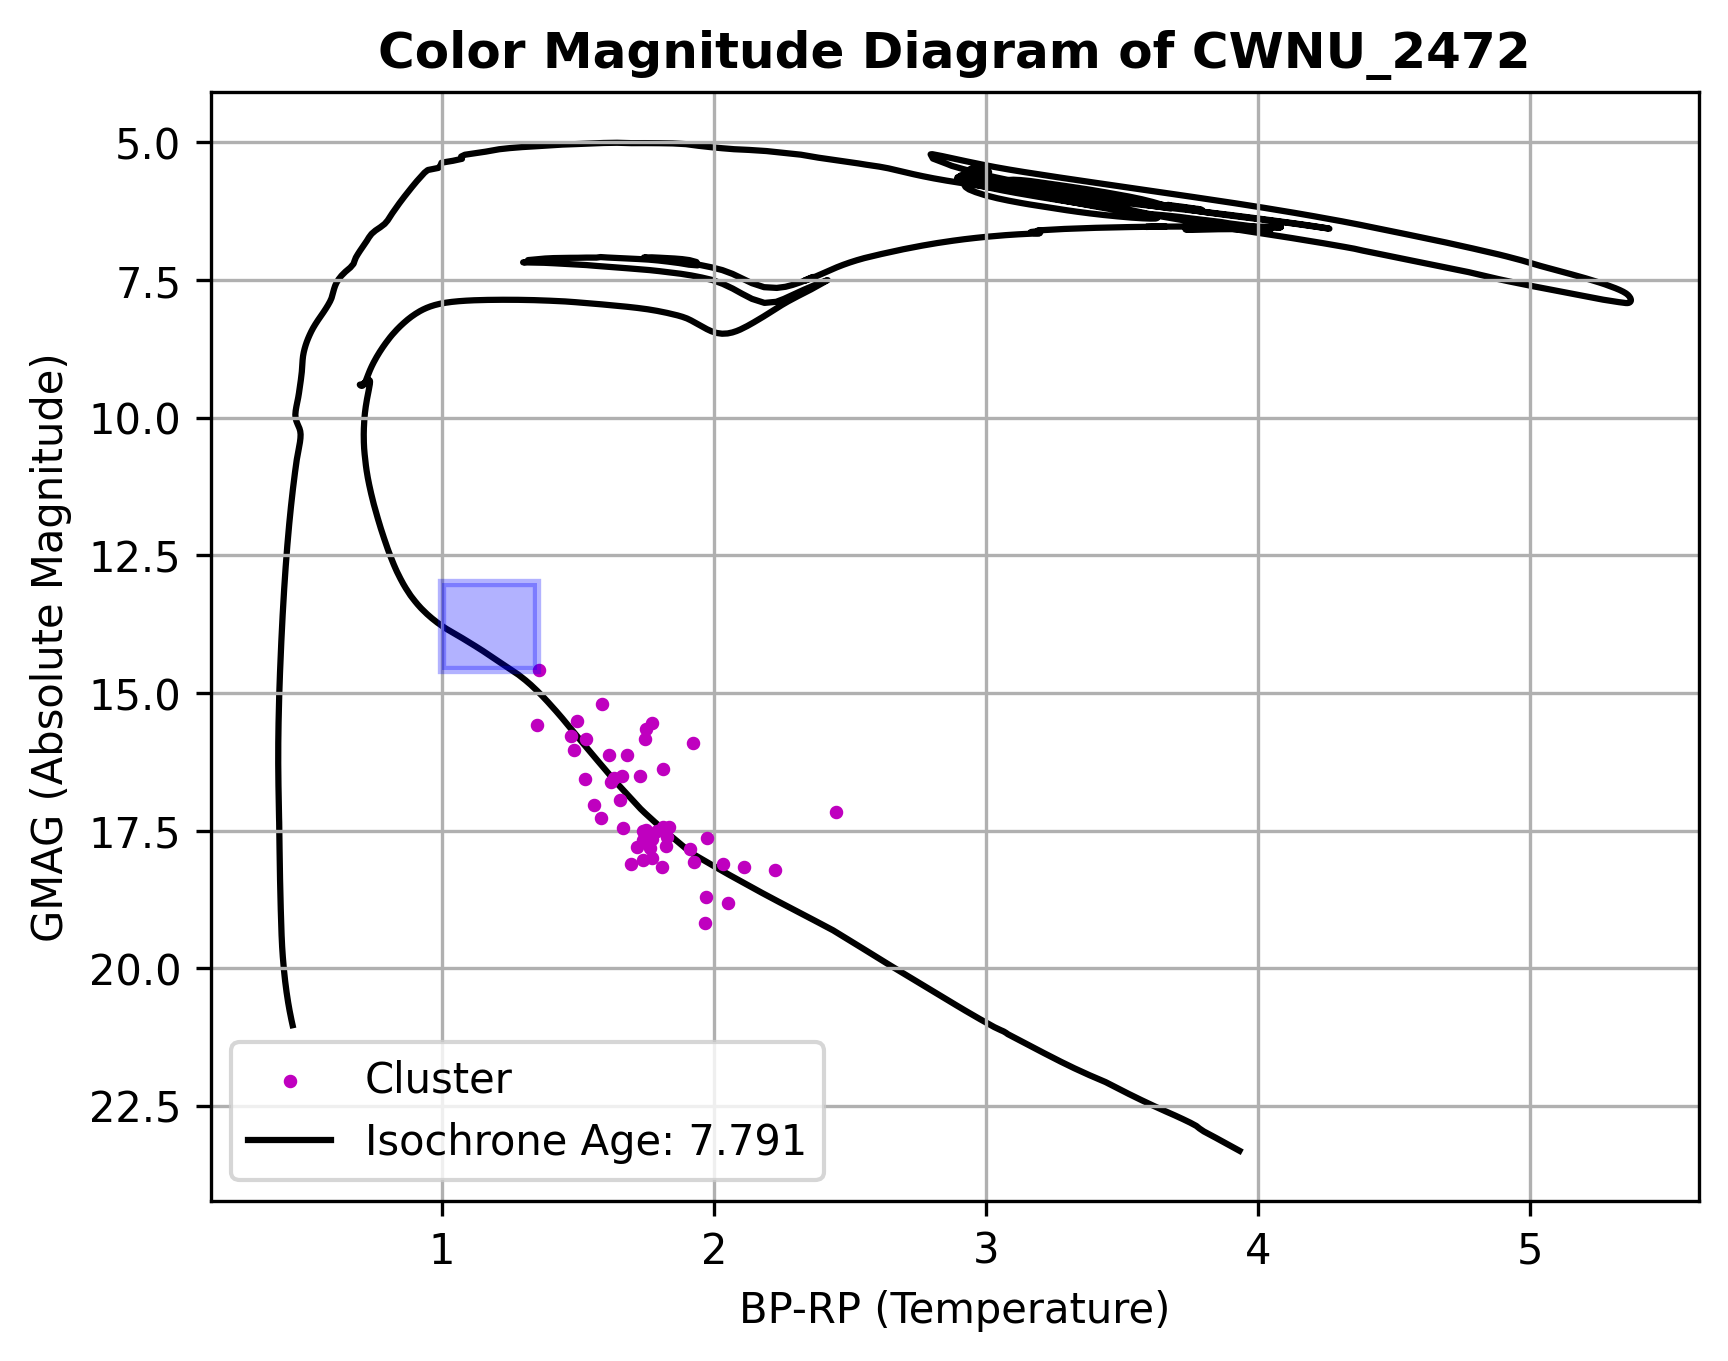 Color Magnitude Diagram of CWNU_2472
GMAG (Absolute Magnitude)
5.0
7.5
10.0
12.5
15.0
17.5
20.0
22.5
Cluster
Isochrone Age: 7.791
1 2 3 4 5
BP-RP (Temperature)